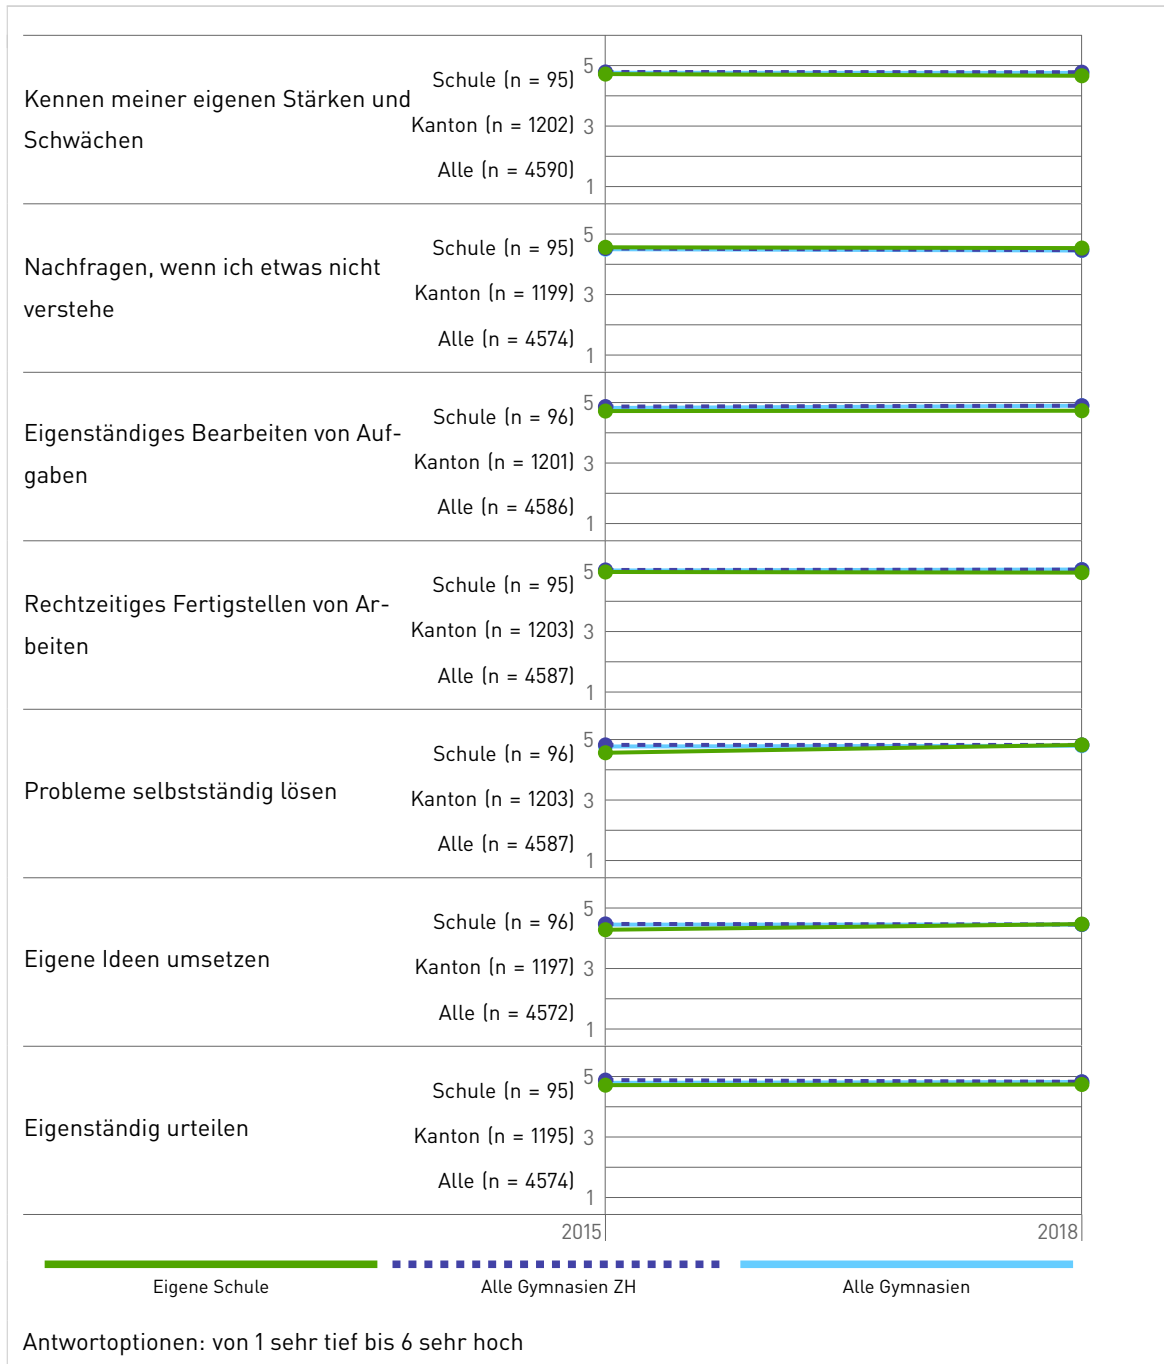 5
Schule (n = 95)
Kennen meiner eigenen Stärken und
Kanton (n = 1202) 3
Schwächen
Alle (n = 4590)
1
5
Schule (n = 95)
Nachfragen, wenn ich etwas nicht
Kanton (n = 1199) 3
verstehe
Alle (n = 4574)
1
5
Schule (n = 96)
Eigenständiges Bearbeiten von Auf-
Kanton (n = 1201) 3
gaben
Alle (n = 4586)
1
5
Schule (n = 95)
Rechtzeitiges Fertigstellen von Ar-
Kanton (n = 1203) 3
beiten
Alle (n = 4587)
1
5
Schule (n = 96)
Probleme selbstständig lösen
Kanton (n = 1203) 3
Alle (n = 4587)
1
5
Schule (n = 96)
Eigene Ideen umsetzen
Kanton (n = 1197) 3
Alle (n = 4572)
1
5
Schule (n = 95)
Eigenständig urteilen
Kanton (n = 1195) 3
Alle (n = 4574)
1
2015 2018
Eigene Schule Alle Gymnasien ZH Alle Gymnasien
Antwortoptionen: von 1 sehr tief bis 6 sehr hoch